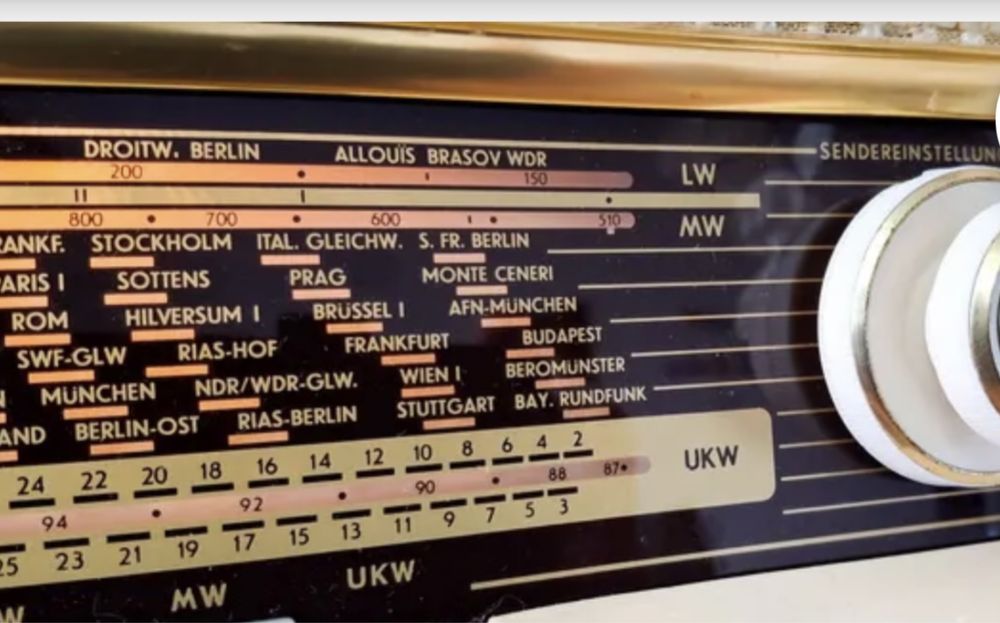 DROITW. BERLIN ALLOUÏS BRASOV WDR
SENDEREINSTELLUN
200 150 LW
800 700 600 510 MW
ANKF. STOCKHOLM ITAL. GLEICHW. S. FR. BERLIN
ARIS I SOTTENS PRAG MONTE CENERI
ROM HILVERSUM I BRÜSSEL I AFN-MÜNCHEN
SWF-GLW RIAS-HOF FRANKFURT BUDAPEST
N MÜNCHEN NDR/WDR-GLW. WIEN I BEROMÜNSTER
AND BERLIN-OST RIAS-BERLIN STUTTGART BAY. RUNDFUNK
24 22 20 18 16 14 12 10 8 6 4 2
94 92 90 88 87 UKW
25 23 21 19 17 15 13 11 9 7 5 3
W MW UKW